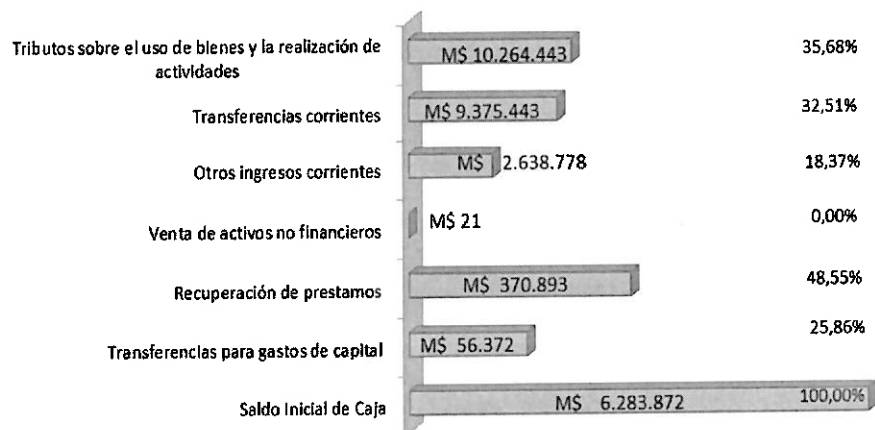 Tributos sobre el uso de bienes y la realización de
actividades
M$ 10.264.443
35,68%
Transferencias corrientes
M$ 9.375.443
32,51%
Otros ingresos corrientes
M$ 2.638.778
18,37%
Venta de activos no financieros
M$ 21
0,00%
Recuperación de prestamos
M$ 370.893
48,55%
Transferencias para gastos de capital
M$ 56.372
25,86%
Saldo Inicial de Caja
M$ 6.283.872
100,00%